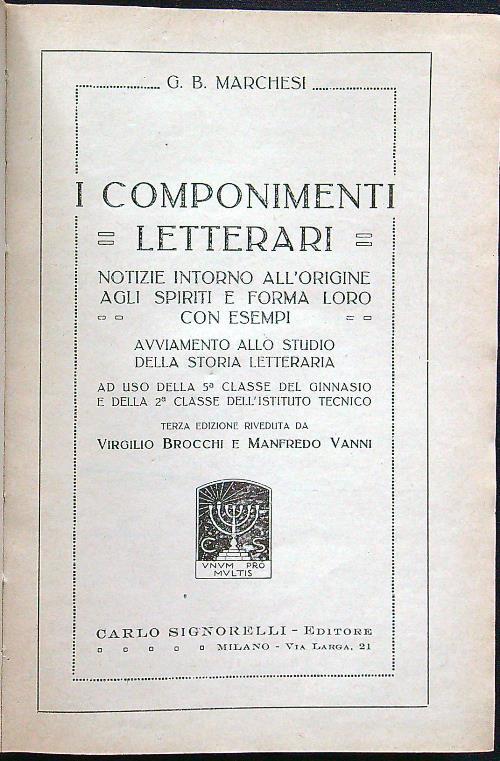 G. B. MARCHESI
I COMPONIMENTI
LETTERARI
NOTIZIE INTORNO ALL'ORIGINE
AGLI SPIRITI E FORMA LORO
CON ESEMPI
AVVIAMENTO ALLO STUDIO
DELLA STORIA LETTERARIA
AD USO DELLA 5ª CLASSE DEL GINNASIO
E DELLA 2ª CLASSE DELL'ISTITUTO TECNICO
TERZA EDIZIONE RIVEDUTA DA
VIRGILIO BROCCHI E MANFREDO VANNI
C S
VNVM PRO
MVLTIS
CARLO SIGNORELLI - EDITORE
MILANO - VIA LARGA, 21